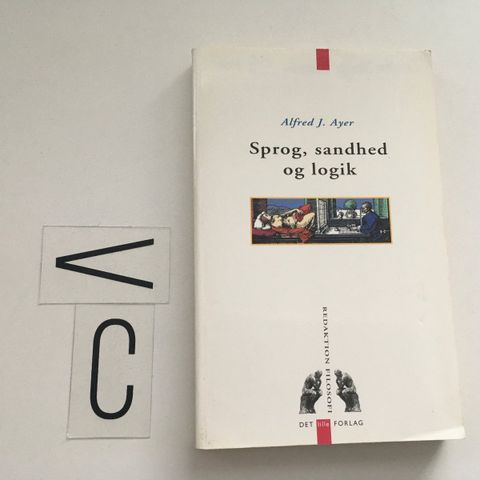 Alfred J. Ayer
Sprog, sandhed
og logik
REDAKTION FILOSOFI
DET lille FORLAG
V
C